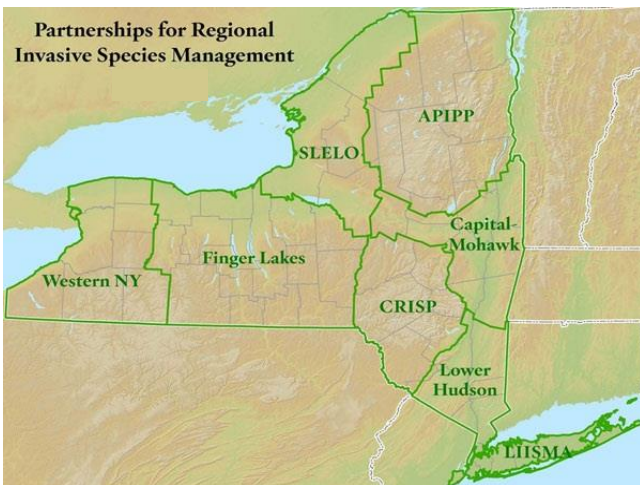 Partnerships for Regional
Invasive Species Management
APIPP
SLELO
Capital-
Mohawk
Finger Lakes
Western NY
CRISP
Lower
Hudson
LIISMA